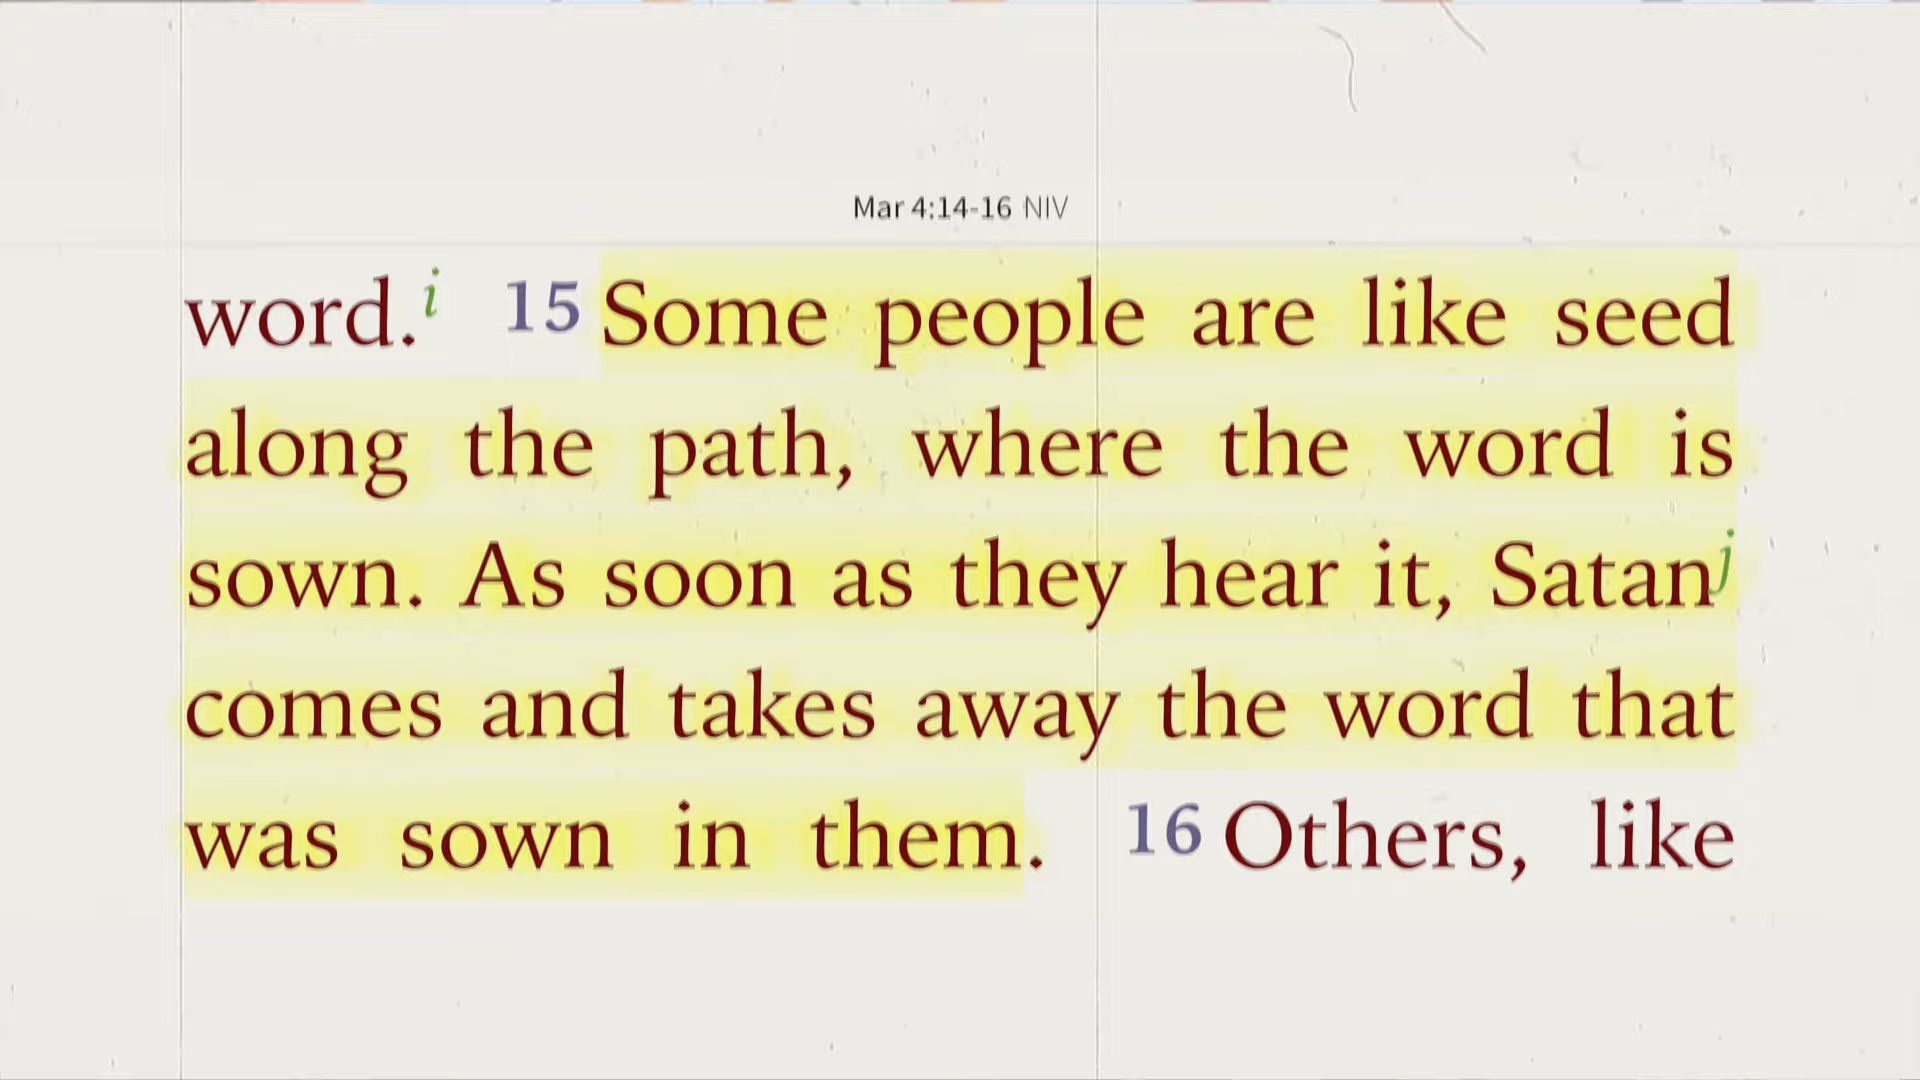 Mar 4:14-16 NIV
word.i 15 Some people are like seed
along the path, where the word is
sown. As soon as they hear it, Satanj
comes and takes away the word that
was sown in them. 16 Others, like